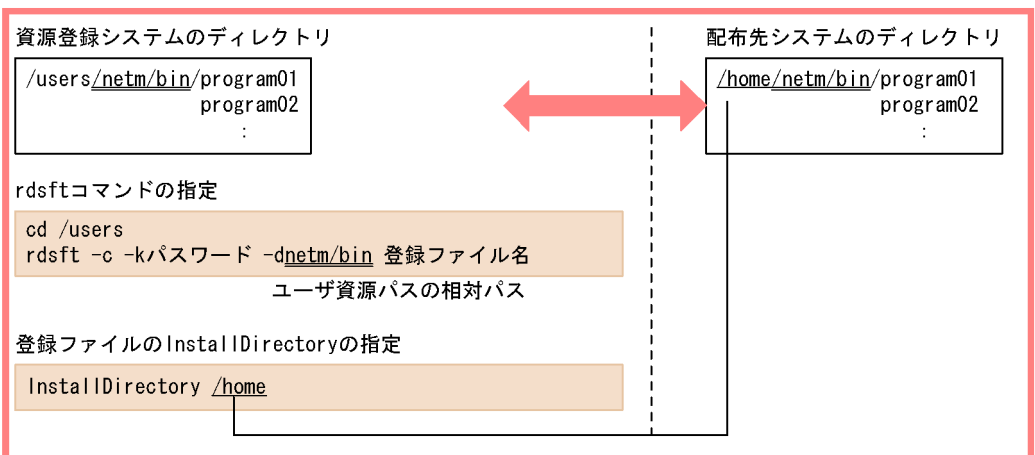 資源登録システムのディレクトリ
/users/netm/bin/program01
program02
:
配布先システムのディレクトリ
/home/netm/bin/program01
program02
:
rdsftコマンドの指定
cd /users
rdsft -c -kパスワード -dnetm/bin 登録ファイル名
ユーザ資源パスの相対パス
登録ファイルのInstallDirectoryの指定
InstallDirectory /home